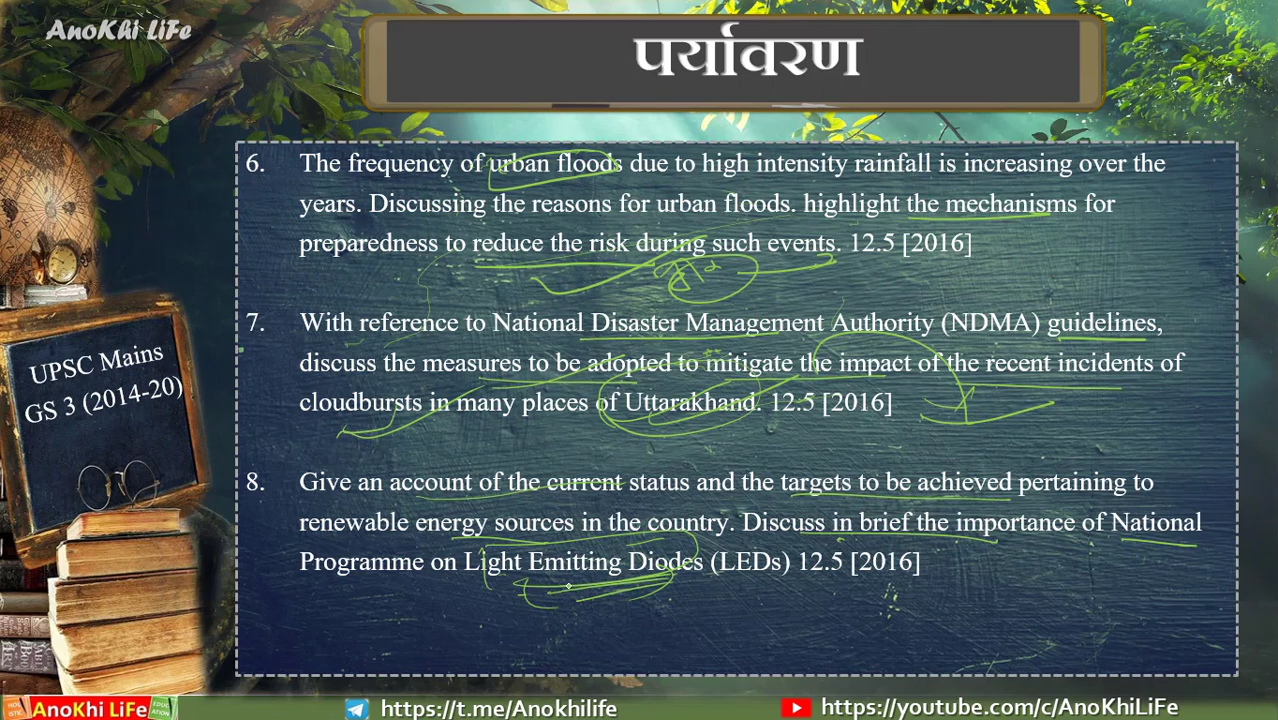 AnoKhi LiFe
पर्यावरण
6. The frequency of urban floods due to high intensity rainfall is increasing over the
years. Discussing the reasons for urban floods. highlight the mechanisms for
preparedness to reduce the risk during such events. 12.5 [2016]
7. With reference to National Disaster Management Authority (NDMA) guidelines,
discuss the measures to be adopted to mitigate the impact of the recent incidents of
cloudbursts in many places of Uttarakhand. 12.5 [2016]
8. Give an account of the current status and the targets to be achieved pertaining to
renewable energy sources in the country. Discuss in brief the importance of National
Programme on Light Emitting Diodes (LEDs) 12.5 [2016]
UPSC Mains
GS 3 (2014-20)
AnoKhi LiFe
https://t.me/Anokhilife
https://youtube.com/c/AnoKhiLiFe